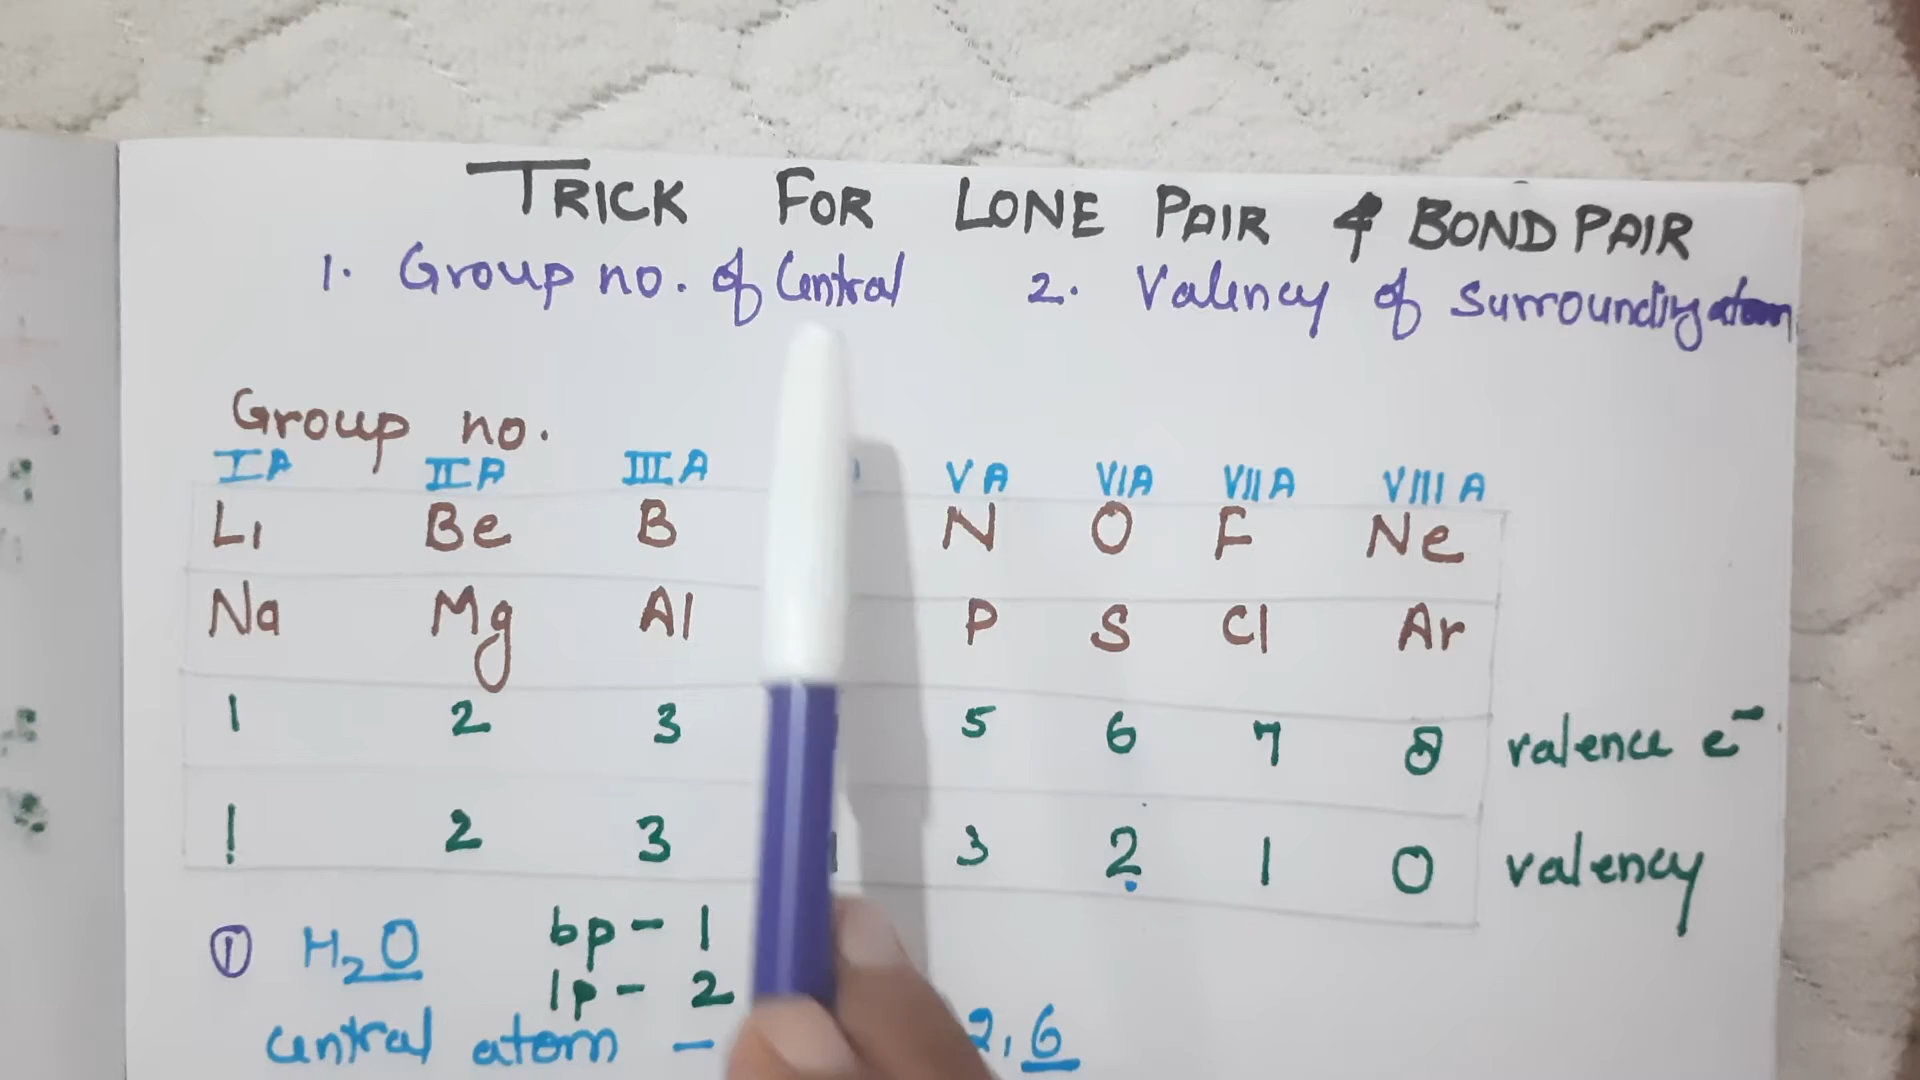 TRICK FOR LONE PAIR & BOND PAIR
1. Group no. of Central 2. Valency of Surrounding atom
Group no.
IA IIA IIIA VA VIA VIIA VIIIA
Li Be B N O F Ne
Na Mg Al P S Cl Ar
1 2 3 5 6 7 8 valence e⁻
1 2 3 3 2 1 0 valency
① H₂O bp - 1
lp - 2
Central atom - 2, 6